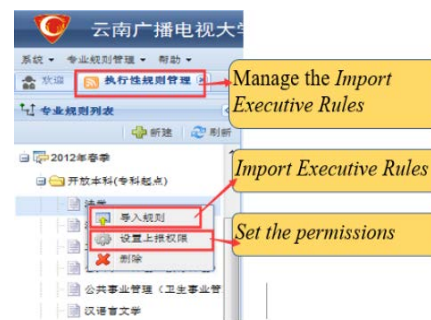 云南广播电视大学
系统 专业规则管理 帮助
欢迎 执行性规则管理
Manage the Import
Executive Rules
专业规则列表
新建 刷新
2012年春季
Import Executive Rules
开放本科(专科起点)
法学
导入规则
设置上报权限
Set the permissions
删除
公共事业管理（卫生事业管
汉语言文学